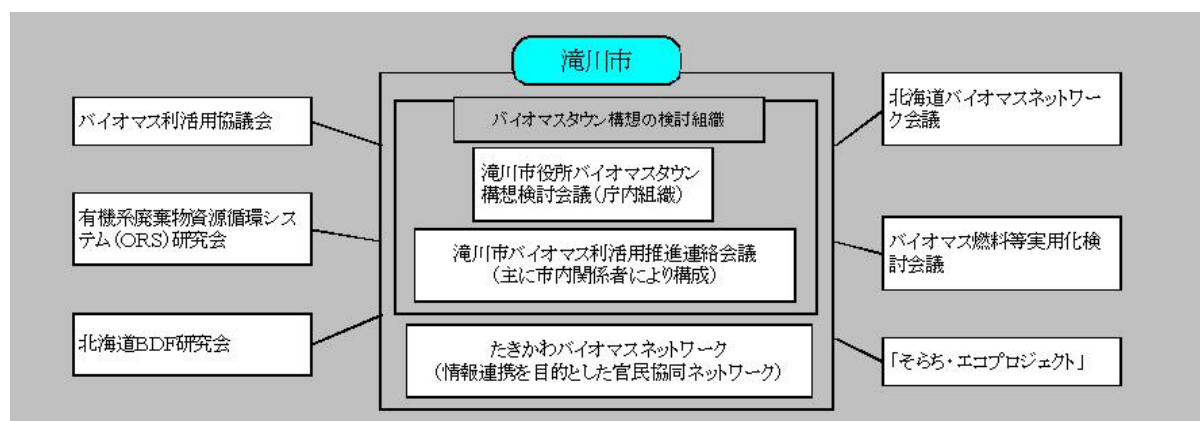 滝川市
バイオマスタウン構想の検討組織
滝川市役所バイオマスタウン
構想検討会議(庁内組織)
滝川市バイオマス利活用推進連絡会議
(主に市内関係者により構成)
たきかわバイオマスネットワーク
(情報連携を目的とした官民協同ネットワーク)
バイオマス利活用協議会
有機系廃棄物資源循環シス
テム(ORS)研究会
北海道BDF研究会
北海道バイオマスネットワー
ク会議
バイオマス燃料等実用化検
討会議
「そらち・エコプロジェクト」